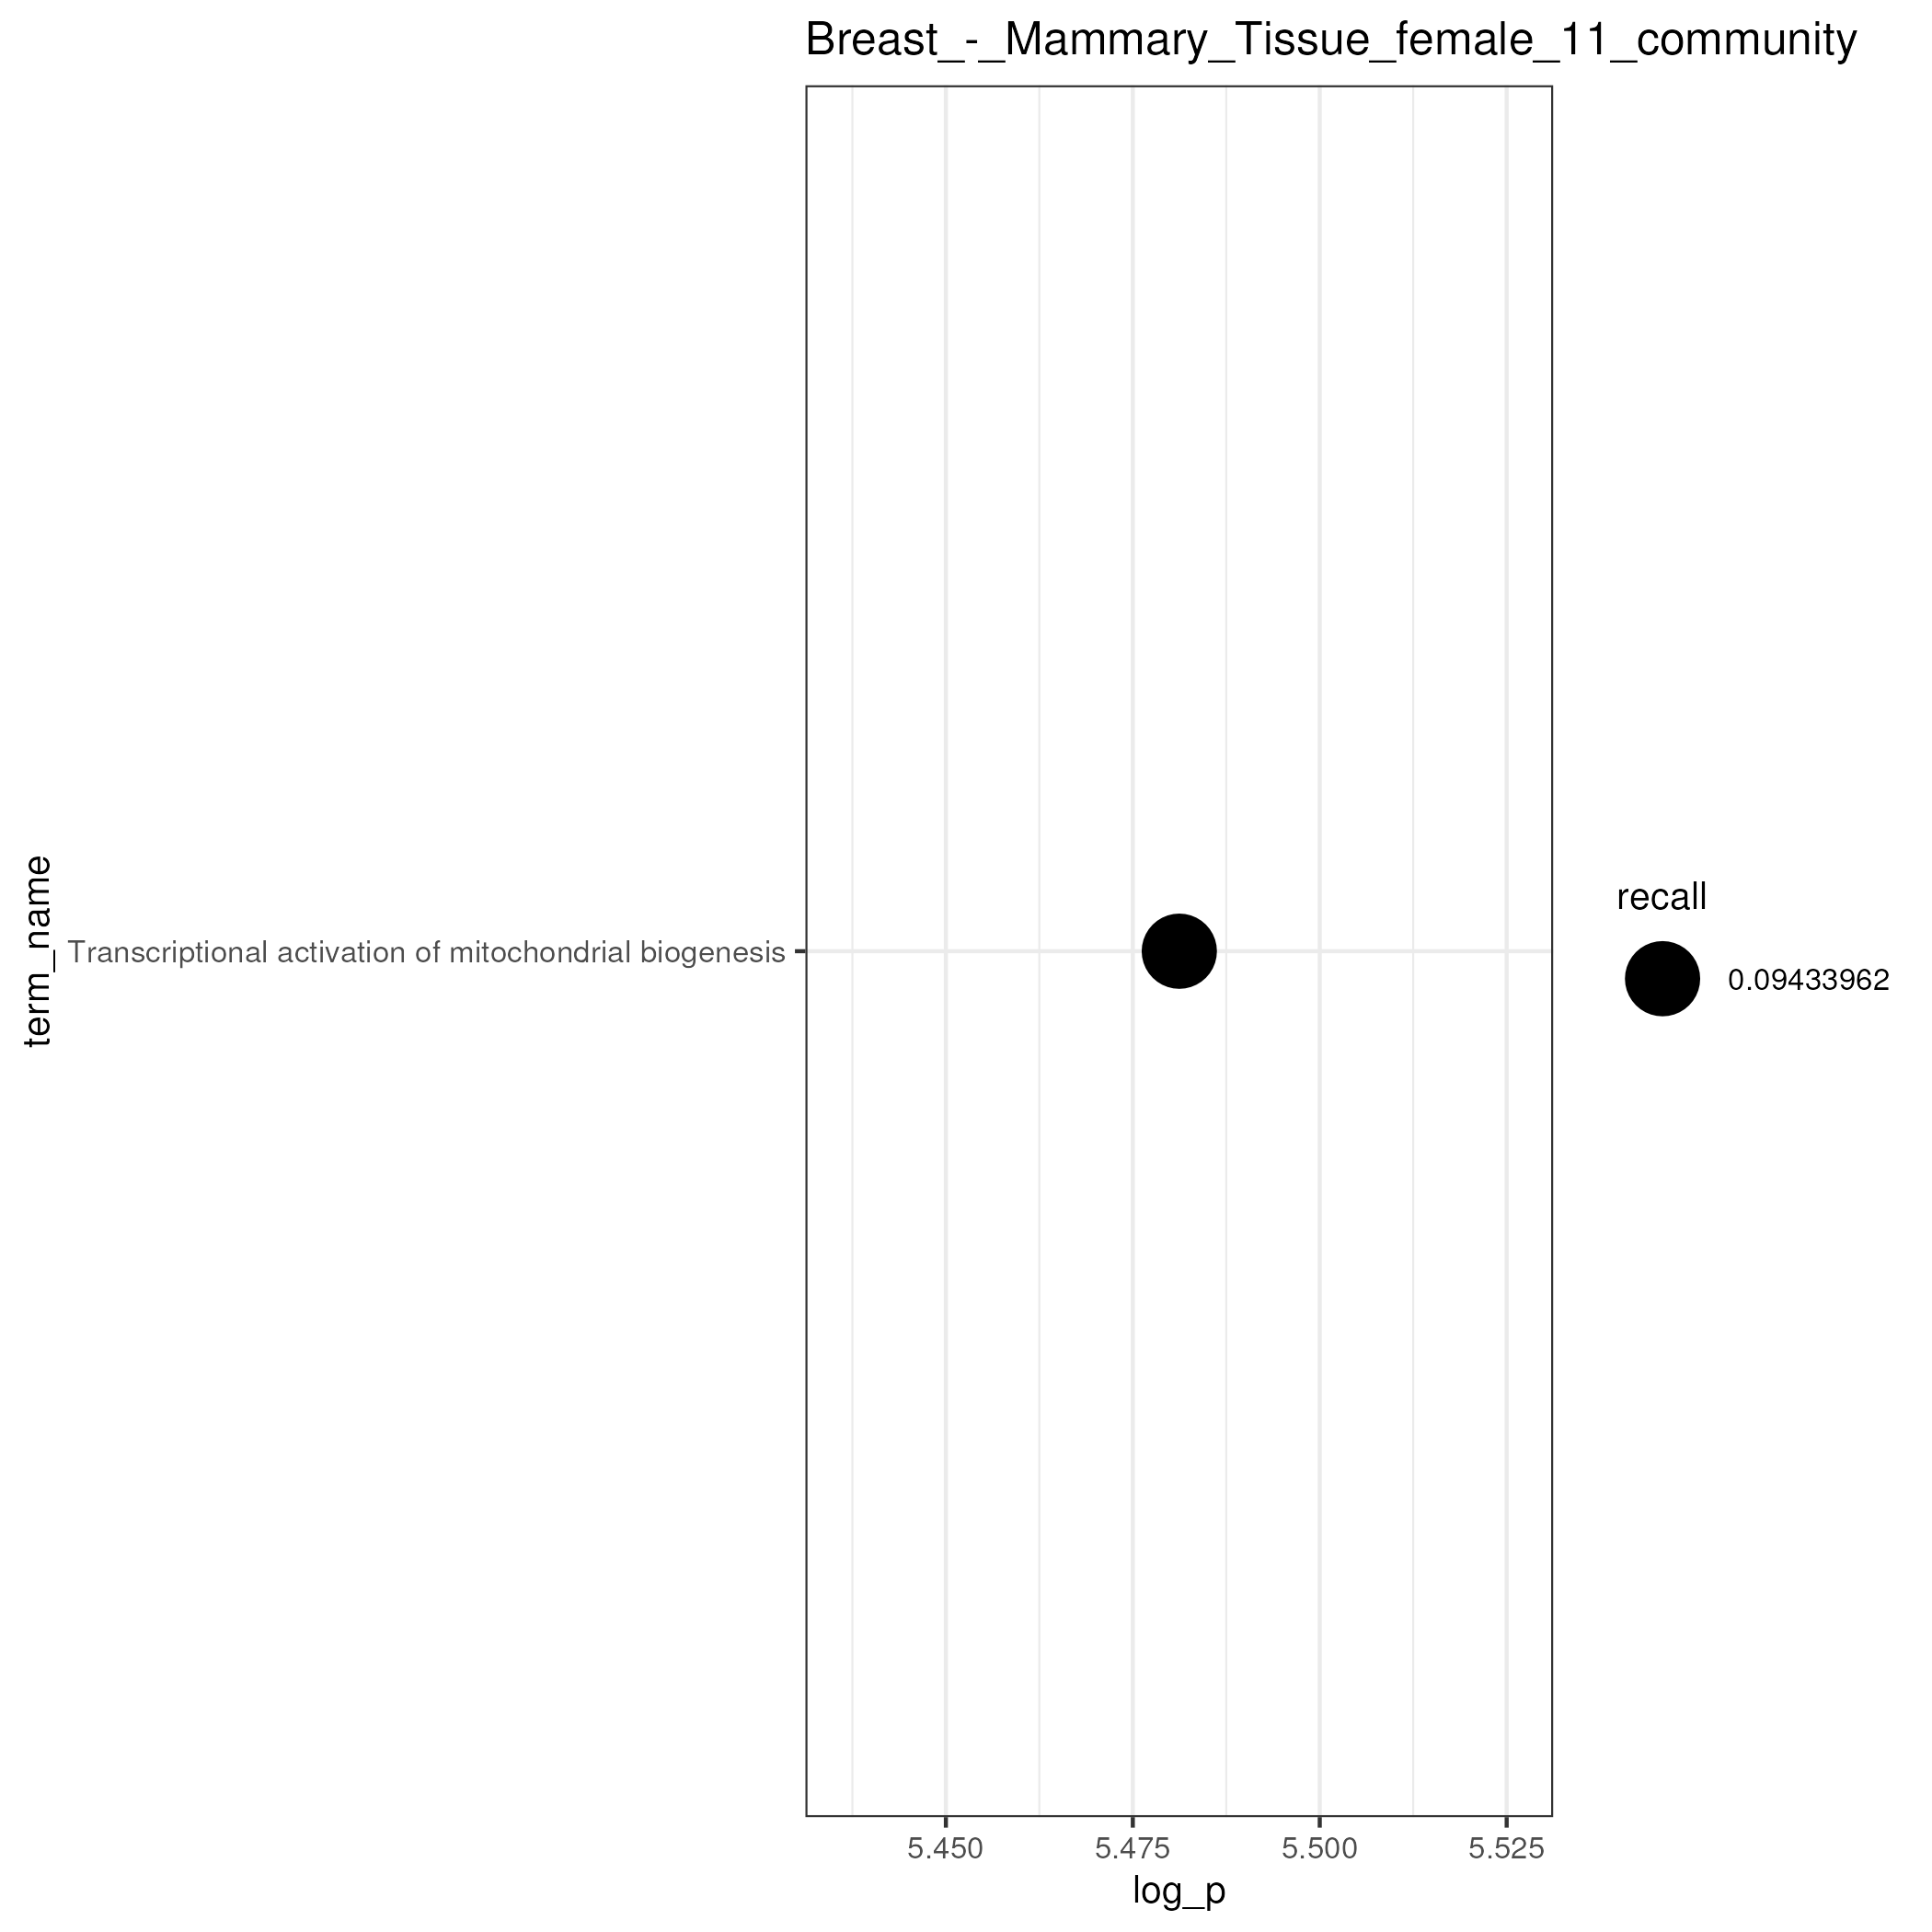 Breast_-_Mammary_Tissue_female_11_community
term_name
Transcriptional activation of mitochondrial biogenesis
recall
0.09433962
5.450 5.475 5.500 5.525
log_p